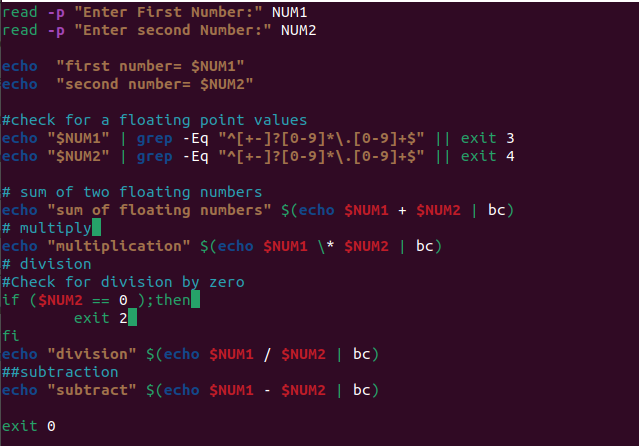 read -p "Enter First Number:" NUM1
read -p "Enter second Number:" NUM2
echo  "first number= $NUM1"
echo  "second number= $NUM2"
#check for a floating point values
echo "$NUM1" | grep -Eq "^[+-]?[0-9]*\.[0-9]+$" || exit 3
echo "$NUM2" | grep -Eq "^[+-]?[0-9]*\.[0-9]+$" || exit 4
# sum of two floating numbers
echo "sum of floating numbers" $(echo $NUM1 + $NUM2 | bc)
# multiply
echo "multiplication" $(echo $NUM1 \* $NUM2 | bc)
# division
#Check for division by zero
if ($NUM2 == 0 );then
        exit 2
fi
echo "division" $(echo $NUM1 / $NUM2 | bc)
##subtraction
echo "subtract" $(echo $NUM1 - $NUM2 | bc)
exit 0